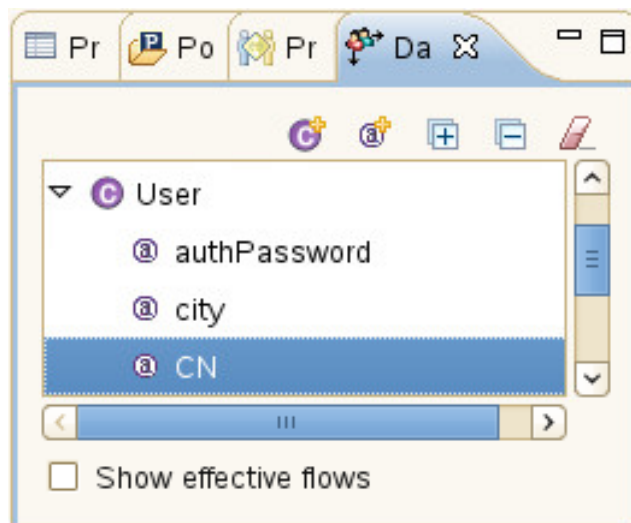 Pr Po Pr Da
User
authPassword
city
CN
Show effective flows